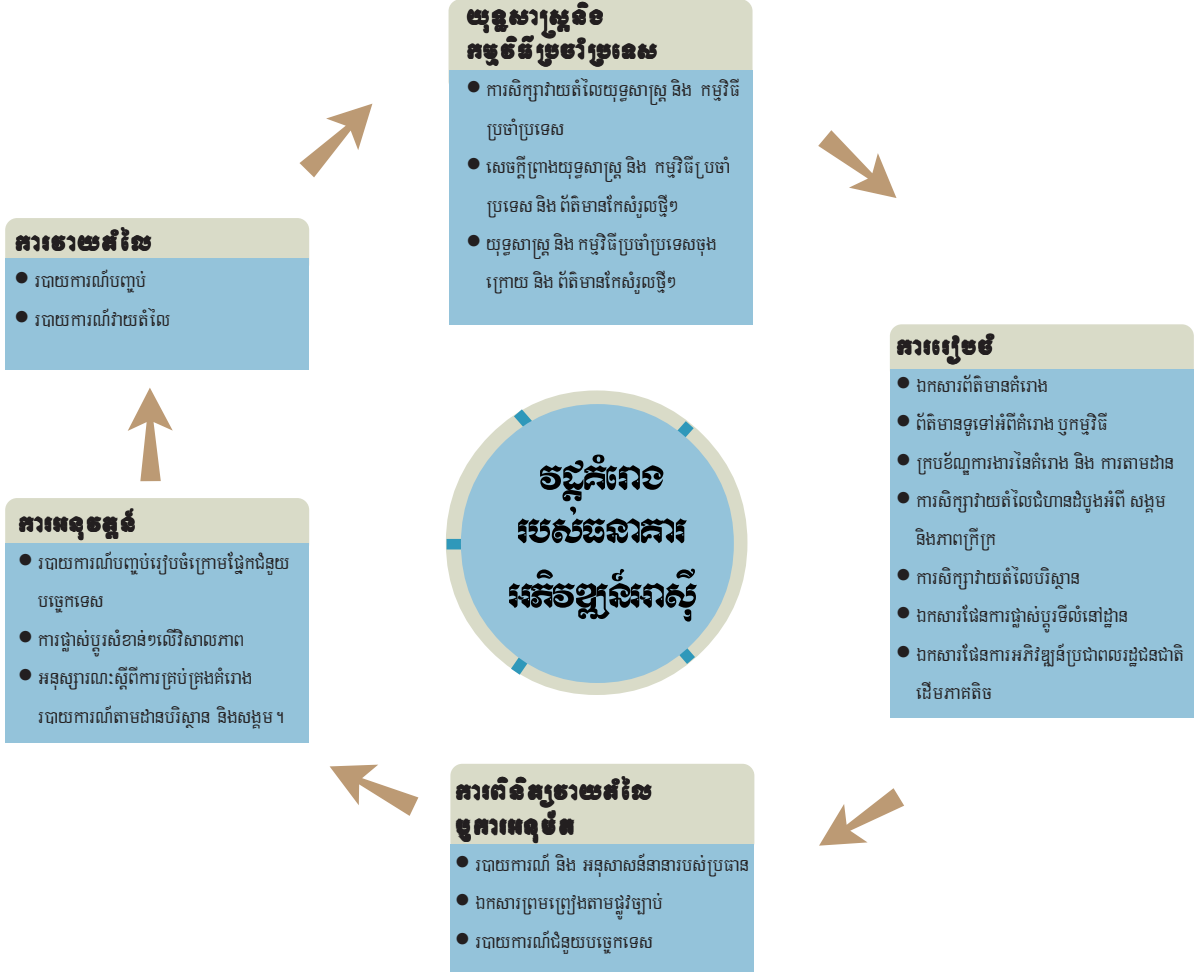 យុទ្ធសាស្ត្រនិង
កម្មវិធីប្រចាំប្រទេស
● ការសិក្សាវាយតំលៃយុទ្ធសាស្ត្រ និង កម្មវិធី
ប្រចាំប្រទេស
● សេចក្តីព្រាងយុទ្ធសាស្ត្រ និង កម្មវិធីប្រចាំ
ប្រទេស និង ព័ត៌មានកែសំរួលថ្មីៗ
● យុទ្ធសាស្ត្រ និង កម្មវិធីប្រចាំប្រទេសចុង
ក្រោយ និង ព័ត៌មានកែសំរួលថ្មីៗ
ការរៀបចំ
● ឯកសារព័ត៌មានគំរោង
● ព័ត៌មានទូទៅអំពីគំរោង ឬកម្មវិធី
● ក្របខ័ណ្ឌការងារនៃគំរោង និង ការតាមដាន
● ការសិក្សាវាយតំលៃជំហានដំបូងអំពី សង្គម
និងភាពក្រីក្រ
● ការសិក្សាវាយតំលៃបរិស្ថាន
● ឯកសារផែនការផ្លាស់ប្តូរទីលំនៅដ្ឋាន
● ឯកសារផែនការអភិវឌ្ឍន៍ប្រជាពលរដ្ឋជនជាតិ
ដើមភាគតិច
ការពិនិត្យវាយតំលៃ
ឬការអនុម័ត
● របាយការណ៍ និង អនុសាសន៍នានារបស់ប្រធាន
● ឯកសារព្រមព្រៀងតាមផ្លូវច្បាប់
● របាយការណ៍ជំនួយបច្ចេកទេស
ការអនុវត្តន៍
● របាយការណ៍បញ្ចប់រៀបចំក្រោមផ្នែកជំនួយ
បច្ចេកទេស
● ការផ្លាស់ប្តូរសំខាន់ៗលើវិសាលភាព
● អនុស្សារណៈស្តីពីការគ្រប់គ្រងគំរោង
របាយការណ៍តាមដានបរិស្ថាន និងសង្គម។
ការវាយតំលៃ
● របាយការណ៍បញ្ចប់
● របាយការណ៍វាយតំលៃ
វដ្តគំរោង
របស់ធនាគារ
អភិវឌ្ឍន៍អាស៊ី